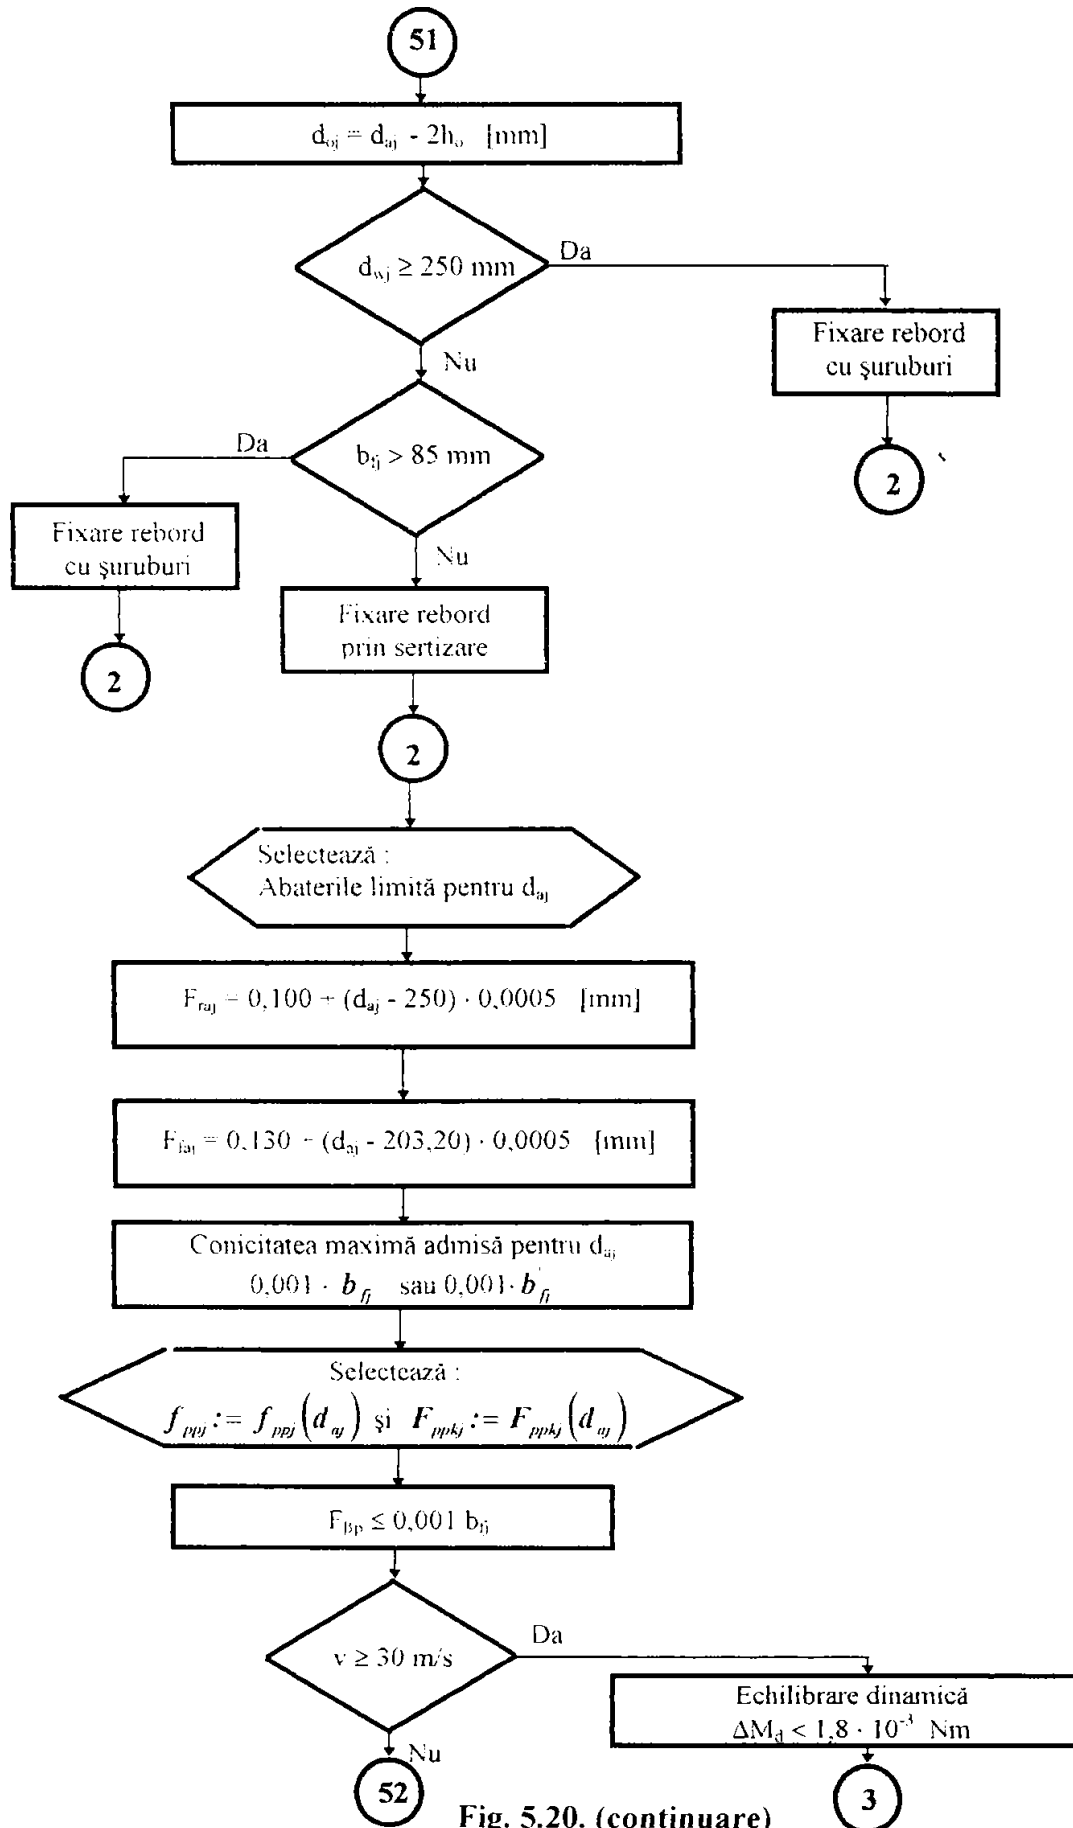 51
d_oj = d_aj - 2h_o [mm]
d_wj ≥ 250 mm
Da
Fixare rebord
cu şuruburi
2
Nu
b_fj > 85 mm
Da
Fixare rebord
cu şuruburi
2
Nu
Fixare rebord
prin sertizare
2
Selectează :
Abaterile limită pentru d_aj
F_raj = 0,100 + (d_aj - 250) · 0,0005 [mm]
F_faj = 0,130 + (d_aj - 203,20) · 0,0005 [mm]
Conicitatea maximă admisă pentru d_aj
0,001 · b_fj sau 0,001 · b'_fj
Selectează :
f_ppj := f_ppj (d_aj) şi F_ppkj := F_ppkj (d_aj)
F_βp ≤ 0,001 b_fj
v ≥ 30 m/s
Da
Echilibrare dinamică
ΔM_d < 1,8 · 10⁻³ Nm
Nu
52
3
Fig. 5.20. (continuare)